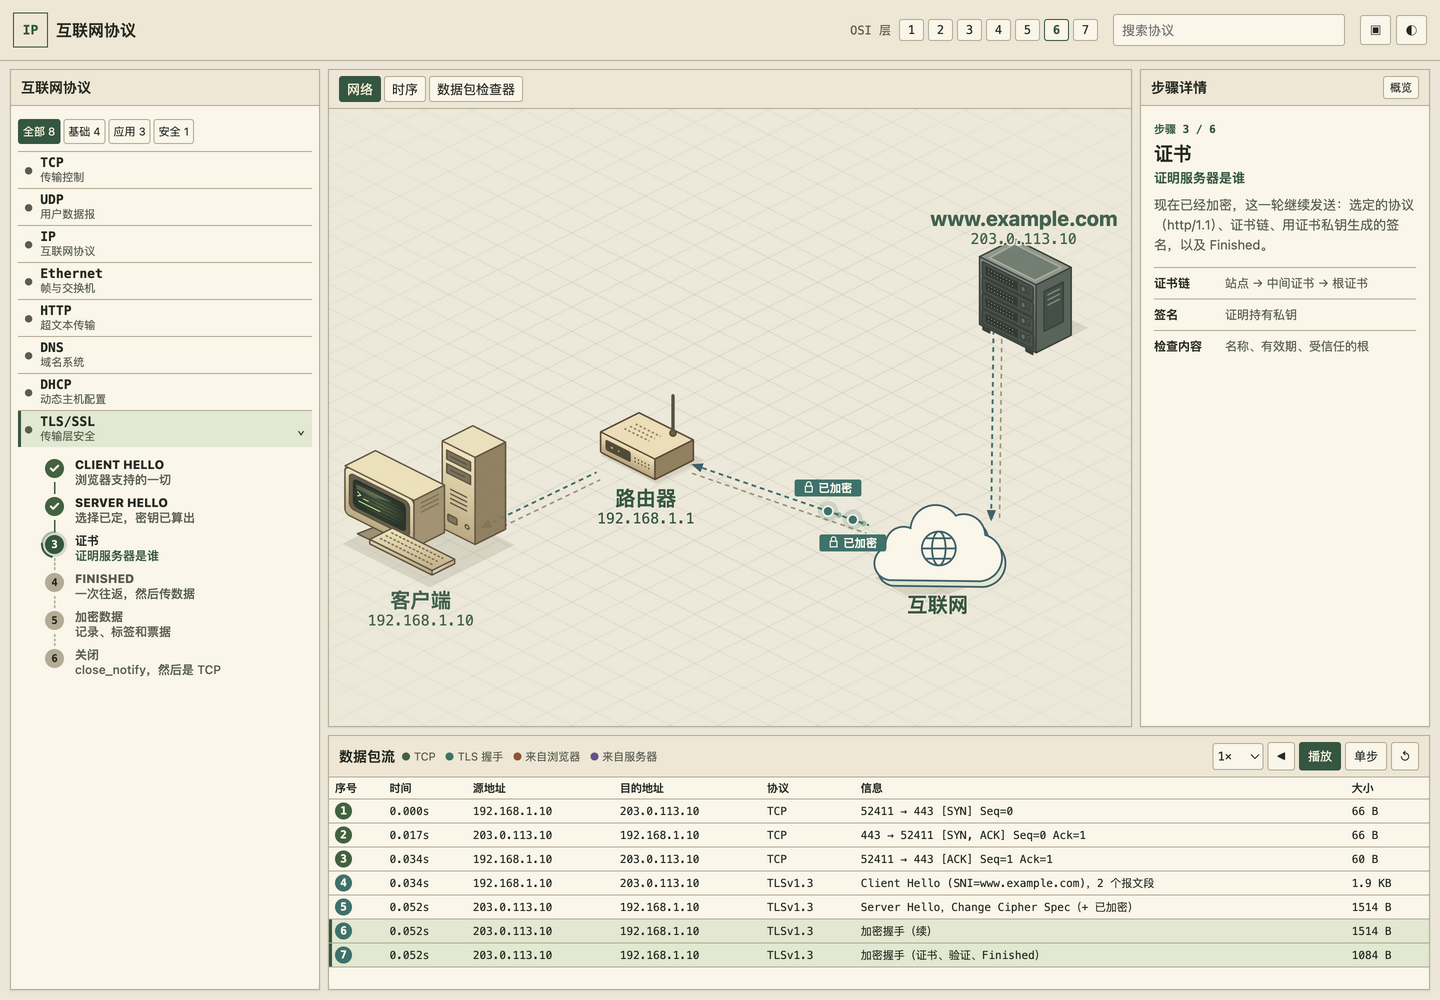 IP 互联网协议 OSI 层 1 2 3 4 5 6 7 搜索协议
互联网协议
全部 8 基础 4 应用 3 安全 1
TCP
传输控制
UDP
用户数据报
IP
互联网协议
Ethernet
帧与交换机
HTTP
超文本传输
DNS
域名系统
DHCP
动态主机配置
TLS/SSL
传输层安全
CLIENT HELLO
浏览器支持的一切
SERVER HELLO
选择已定，密钥已算出
3 证书
证明服务器是谁
4 FINISHED
一次往返，然后传数据
5 加密数据
记录、标签和票据
6 关闭
close_notify，然后是 TCP
网络 时序 数据包检查器
www.example.com
203.0.113.10
路由器
192.168.1.1
已加密
已加密
互联网
客户端
192.168.1.10
>_
步骤详情 概览
步骤 3 / 6
证书
证明服务器是谁
现在已经加密，这一轮继续发送：选定的协议
（http/1.1）、证书链、用证书私钥生成的签
名，以及 Finished。
证书链 站点 → 中间证书 → 根证书
签名 证明持有私钥
检查内容 名称、有效期、受信任的根
数据包流 TCP TLS 握手 来自浏览器 来自服务器 1× 播放 单步
序号 时间 源地址 目的地址 协议 信息 大小
1 0.000s 192.168.1.10 203.0.113.10 TCP 52411 → 443 [SYN] Seq=0 66 B
2 0.017s 203.0.113.10 192.168.1.10 TCP 443 → 52411 [SYN, ACK] Seq=0 Ack=1 66 B
3 0.034s 192.168.1.10 203.0.113.10 TCP 52411 → 443 [ACK] Seq=1 Ack=1 60 B
4 0.034s 192.168.1.10 203.0.113.10 TLSv1.3 Client Hello (SNI=www.example.com)，2 个报文段 1.9 KB
5 0.052s 203.0.113.10 192.168.1.10 TLSv1.3 Server Hello，Change Cipher Spec（+ 已加密） 1514 B
6 0.052s 203.0.113.10 192.168.1.10 TLSv1.3 加密握手（续） 1514 B
7 0.052s 203.0.113.10 192.168.1.10 TLSv1.3 加密握手（证书、验证、Finished） 1084 B